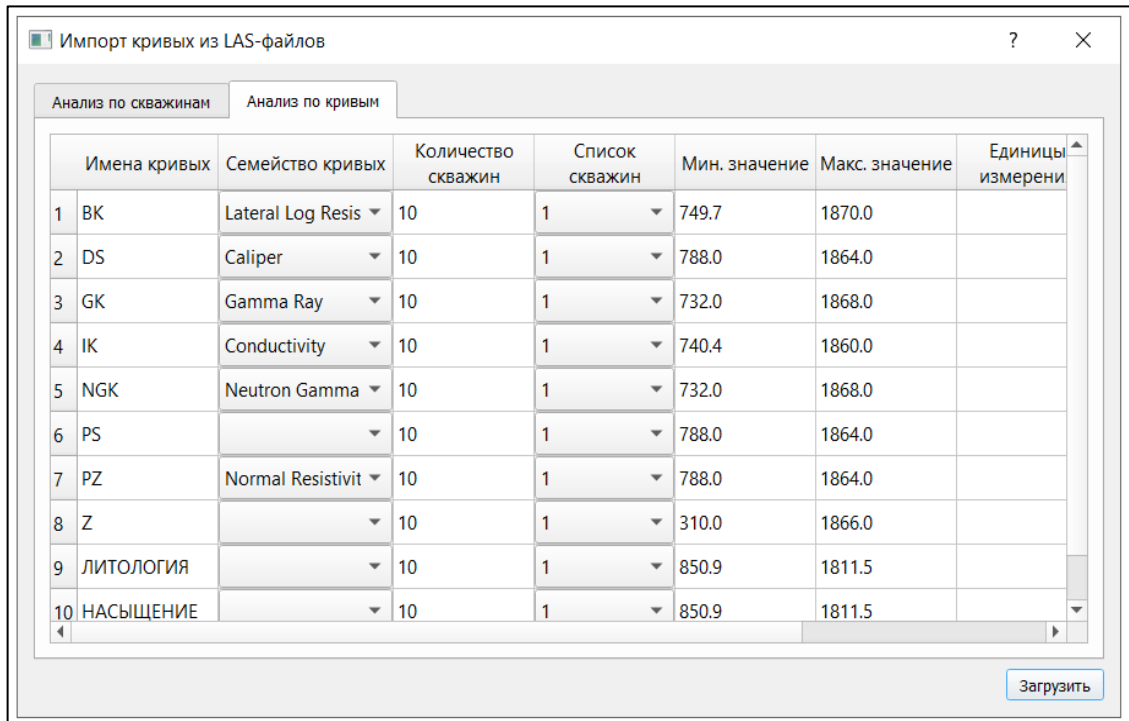 Импорт кривых из LAS-файлов ?
Анализ по скважинам Анализ по кривым
Имена кривых Семейство кривых Количество скважин Список скважин Мин. значение Макс. значение Единицы измерени
1 BK Lateral Log Resis 10 1 749.7 1870.0
2 DS Caliper 10 1 788.0 1864.0
3 GK Gamma Ray 10 1 732.0 1868.0
4 IK Conductivity 10 1 740.4 1860.0
5 NGK Neutron Gamma 10 1 732.0 1868.0
6 PS 10 1 788.0 1864.0
7 PZ Normal Resistivit 10 1 788.0 1864.0
8 Z 10 1 310.0 1866.0
9 ЛИТОЛОГИЯ 10 1 850.9 1811.5
10 НАСЫЩЕНИЕ 10 1 850.9 1811.5
Загрузить